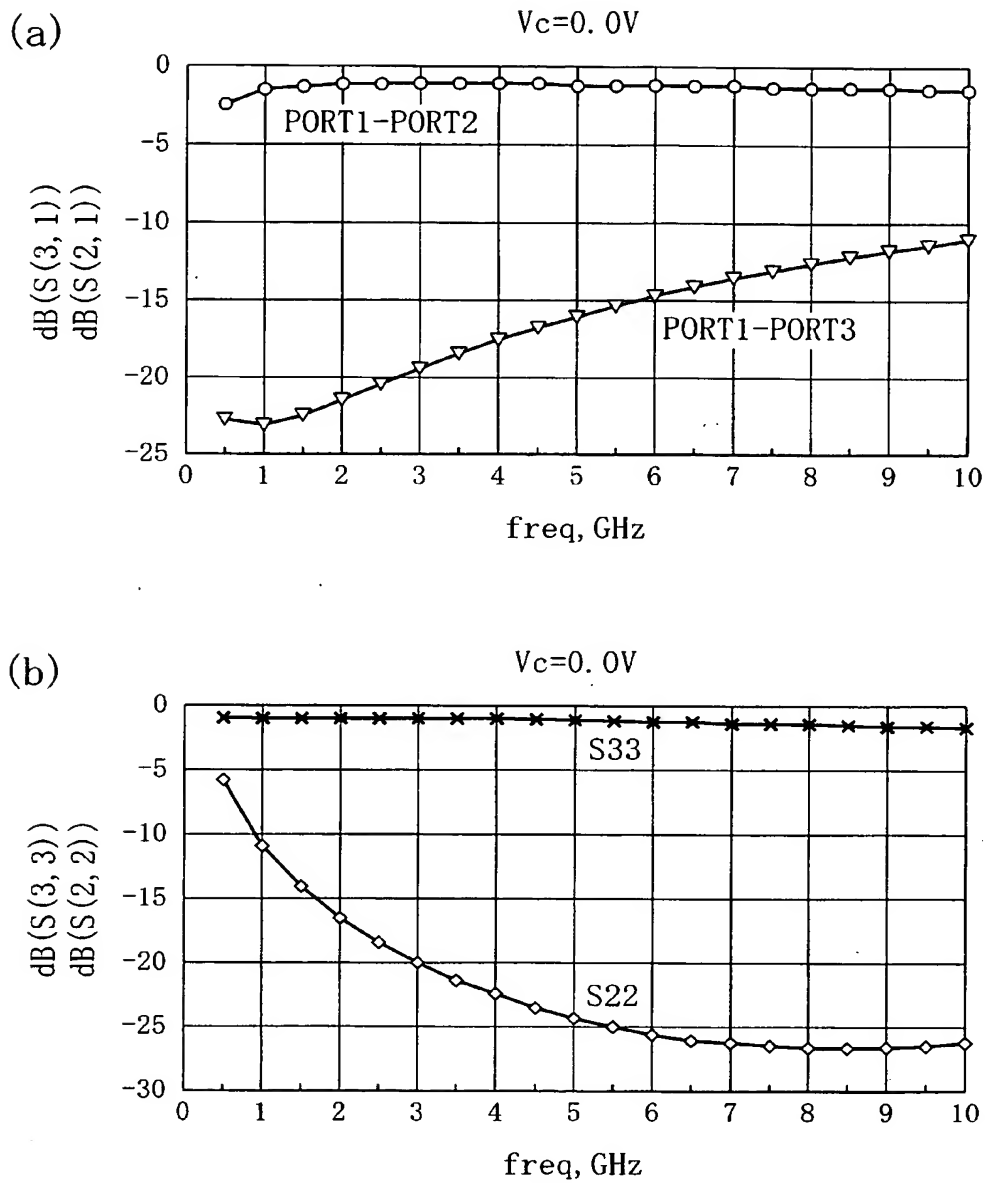 (a)
Vc=0.0V
dB(S(3,1))
dB(S(2,1))
0
-5
-10
-15
-20
-25
PORT1-PORT2
PORT1-PORT3
0 1 2 3 4 5 6 7 8 9 10
freq, GHz
(b)
Vc=0.0V
dB(S(3,3))
dB(S(2,2))
0
-5
-10
-15
-20
-25
-30
S33
S22
0 1 2 3 4 5 6 7 8 9 10
freq, GHz